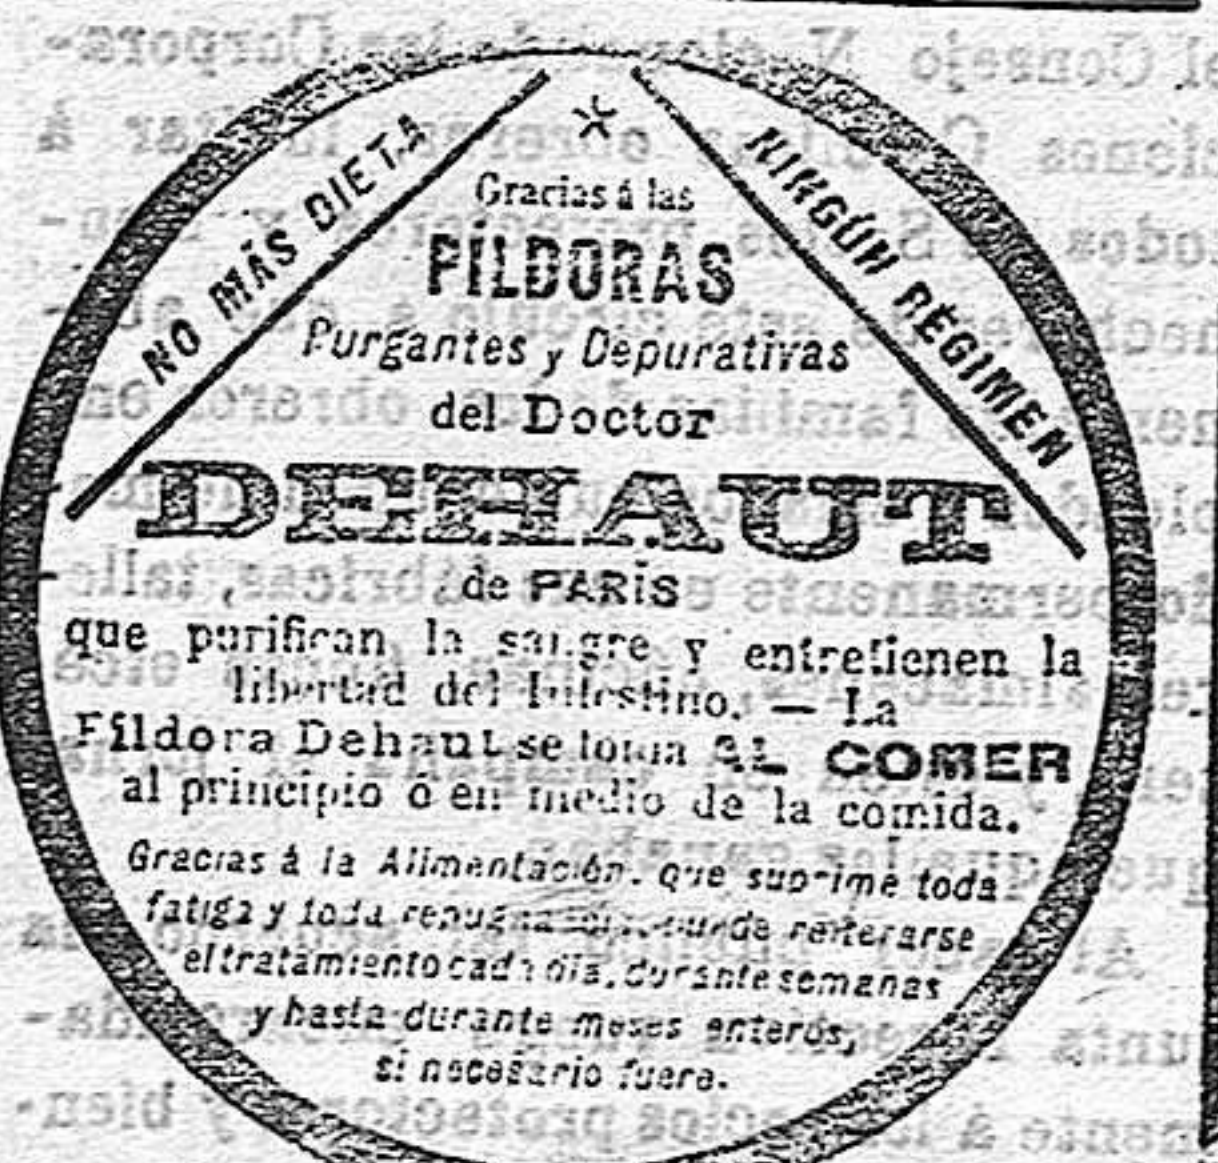 NO MÁS DIETA
NINGÚN RÉGIMEN
Gracias á las
PÍLDORAS
Purgantes y Depurativas
del Doctor
DEHAUT
de PARIS
que purifican la sangre y entretienen la
libertad del Intestino. — La
Píldora Dehaut se toma AL COMER
al principio ó en medio de la comida.
Gracias á la Alimentación, que suprime toda
fatiga y toda repugnancia, puede reiterarse
el tratamiento cada día, durante semanas
y hasta durante meses enteros,
si necesario fuere.